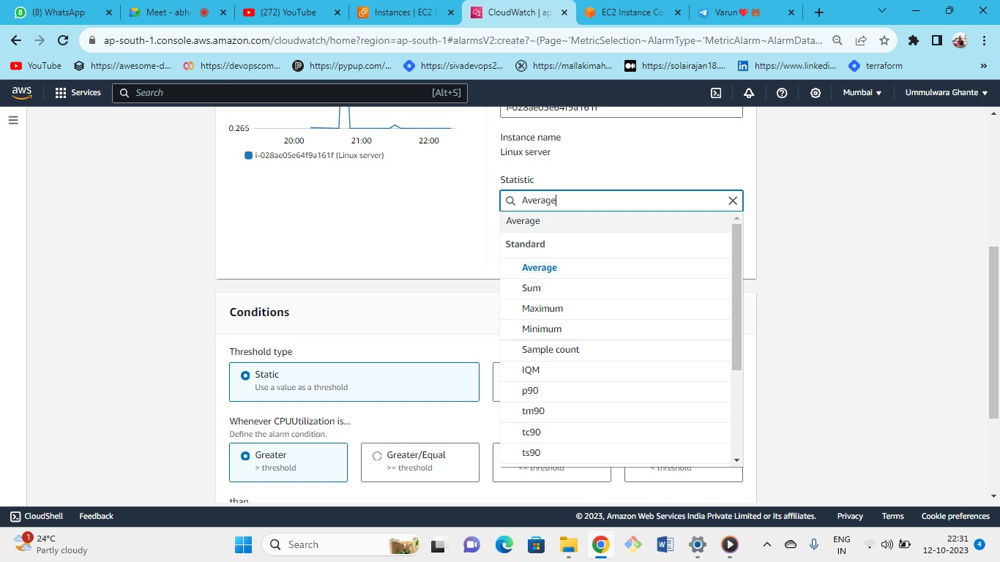 (8) WhatsApp
Meet - abh-
(272) YouTube
Instances | EC2 |
CloudWatch | ap
EC2 Instance Co
Varun❤️🐻
ap-south-1.console.aws.amazon.com/cloudwatch/home?region=ap-south-1#alarmsV2:create?~(Page~'MetricSelection~AlarmType~'MetricAlarm~AlarmData...
YouTube
https://awesome-d...
https://devopscom...
https://pypup.com/...
https://sivadevops2...
https://mallakimah...
https://solairajan18....
https://www.linkedi...
terraform
»
aws
Services
Search
[Alt+S]
Mumbai
Ummulwara Ghante
i-028ae05e64f9a161f
0.265
20:00
21:00
22:00
i-028ae05e64f9a161f (Linux server)
Instance name
Linux server
Statistic
Average
Average
Standard
Average
Sum
Maximum
Minimum
Sample count
IQM
p90
tm90
tc90
ts90
Conditions
Threshold type
Static
Use a value as a threshold
Whenever CPUUtilization is...
Define the alarm condition.
Greater
> threshold
Greater/Equal
>= threshold
<= threshold
< threshold
than
CloudShell
Feedback
© 2023, Amazon Web Services India Private Limited or its affiliates.
Privacy
Terms
Cookie preferences
1
24°C
Partly cloudy
Search
ENG
IN
22:31
12-10-2023
4